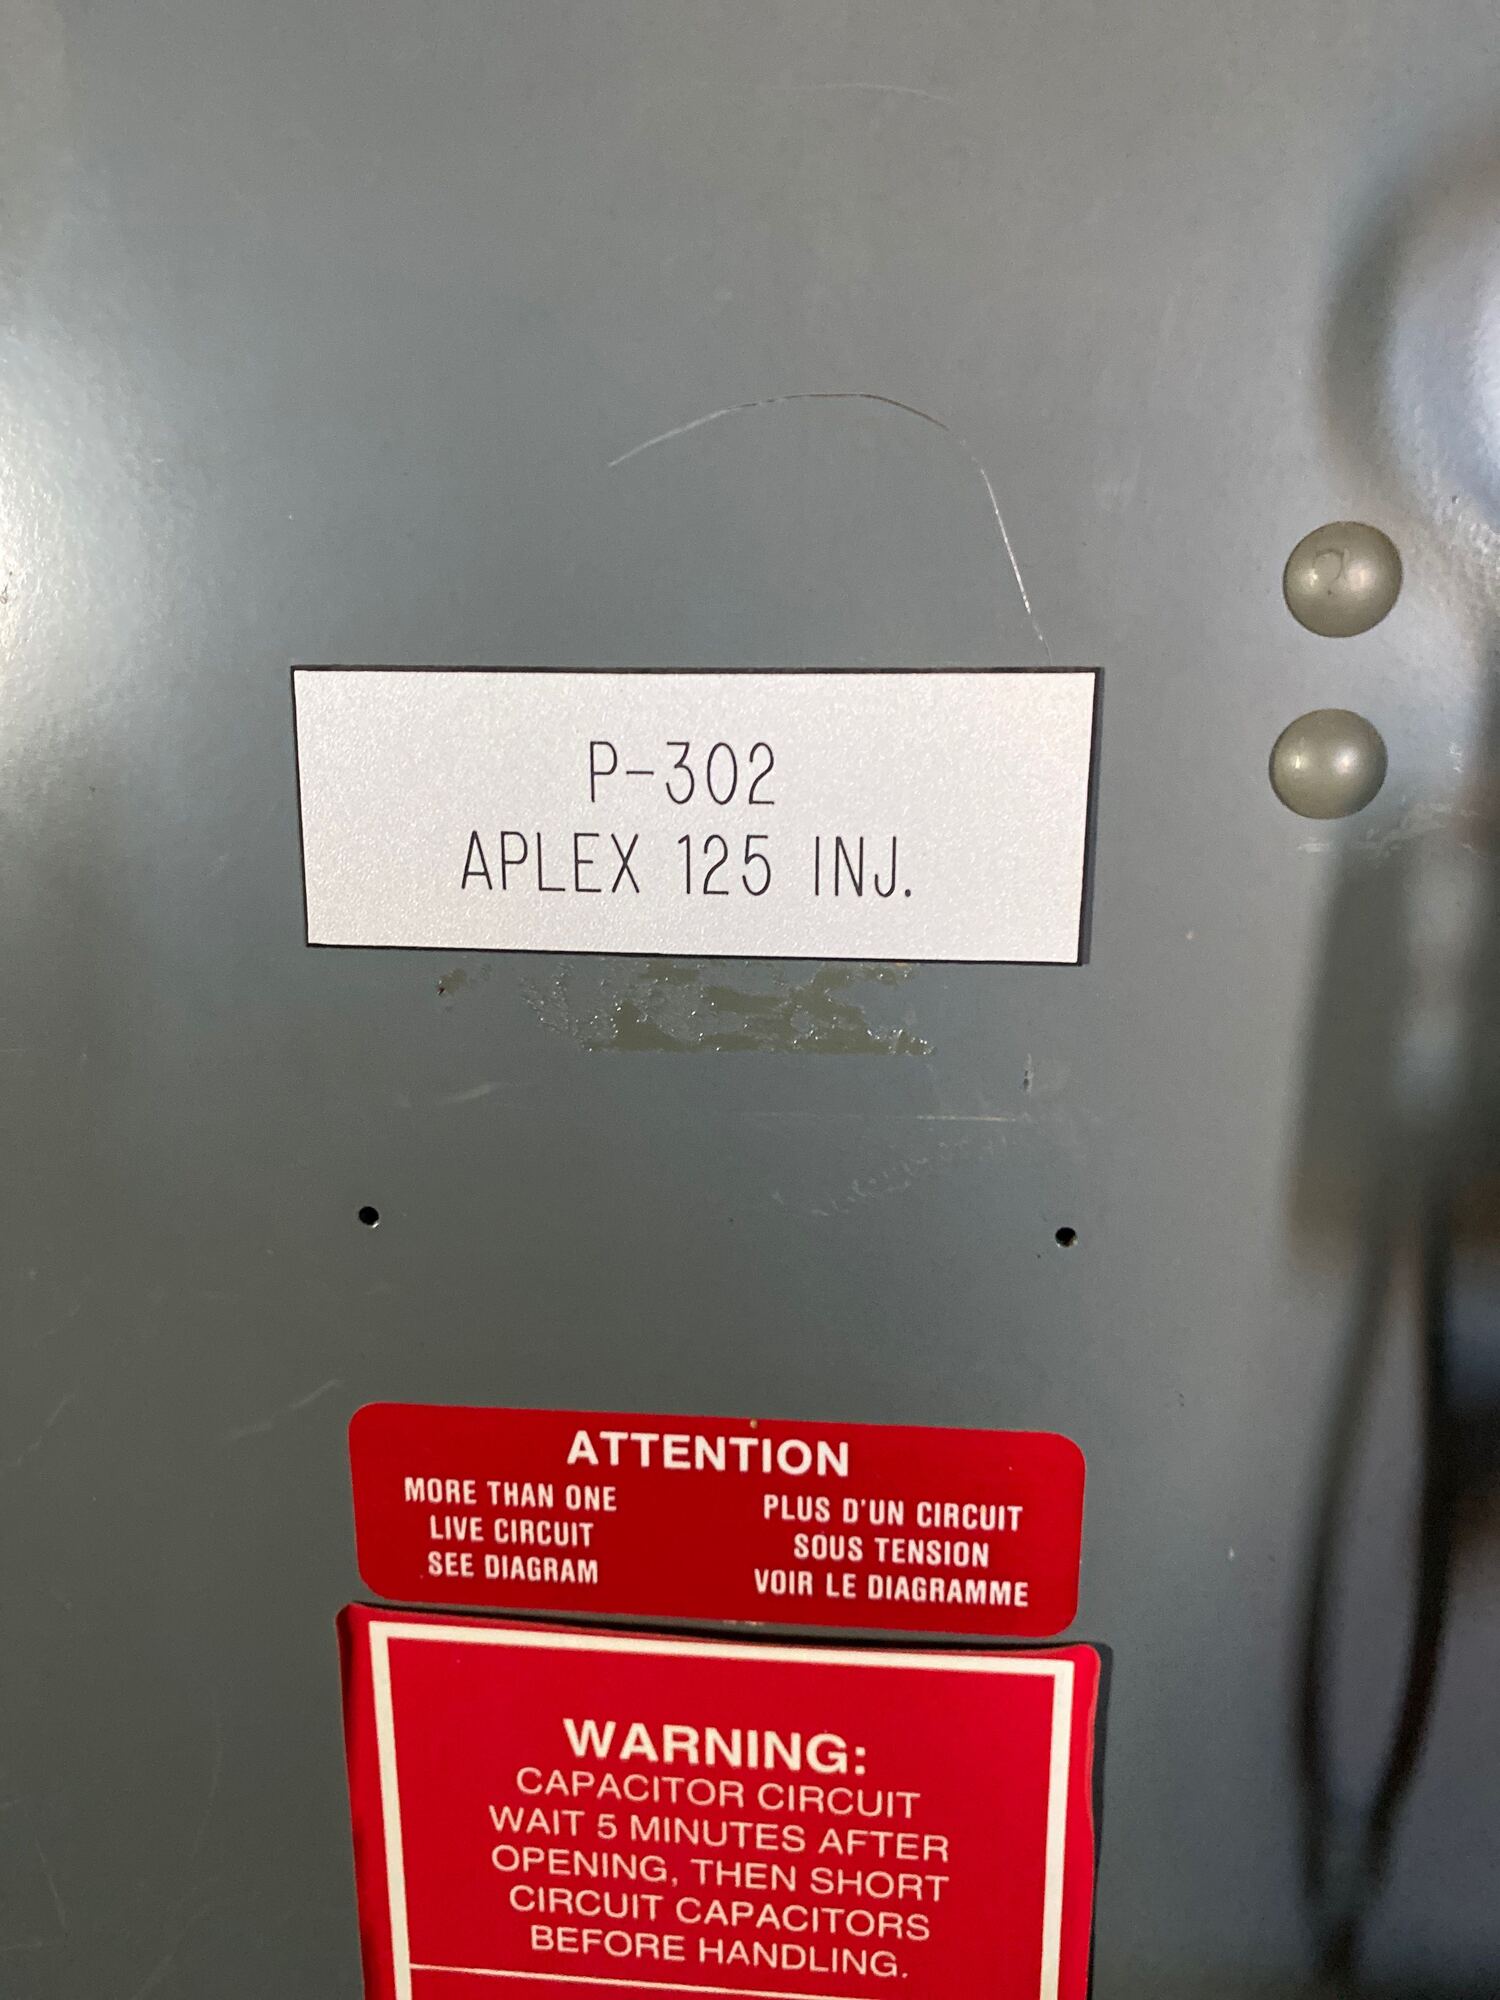 P-302
APLEX 125 INJ.
ATTENTION
MORE THAN ONE
LIVE CIRCUIT
SEE DIAGRAM
PLUS D'UN CIRCUIT
SOUS TENSION
VOIR LE DIAGRAMME
WARNING:
CAPACITOR CIRCUIT
WAIT 5 MINUTES AFTER
OPENING, THEN SHORT
CIRCUIT CAPACITORS
BEFORE HANDLING.